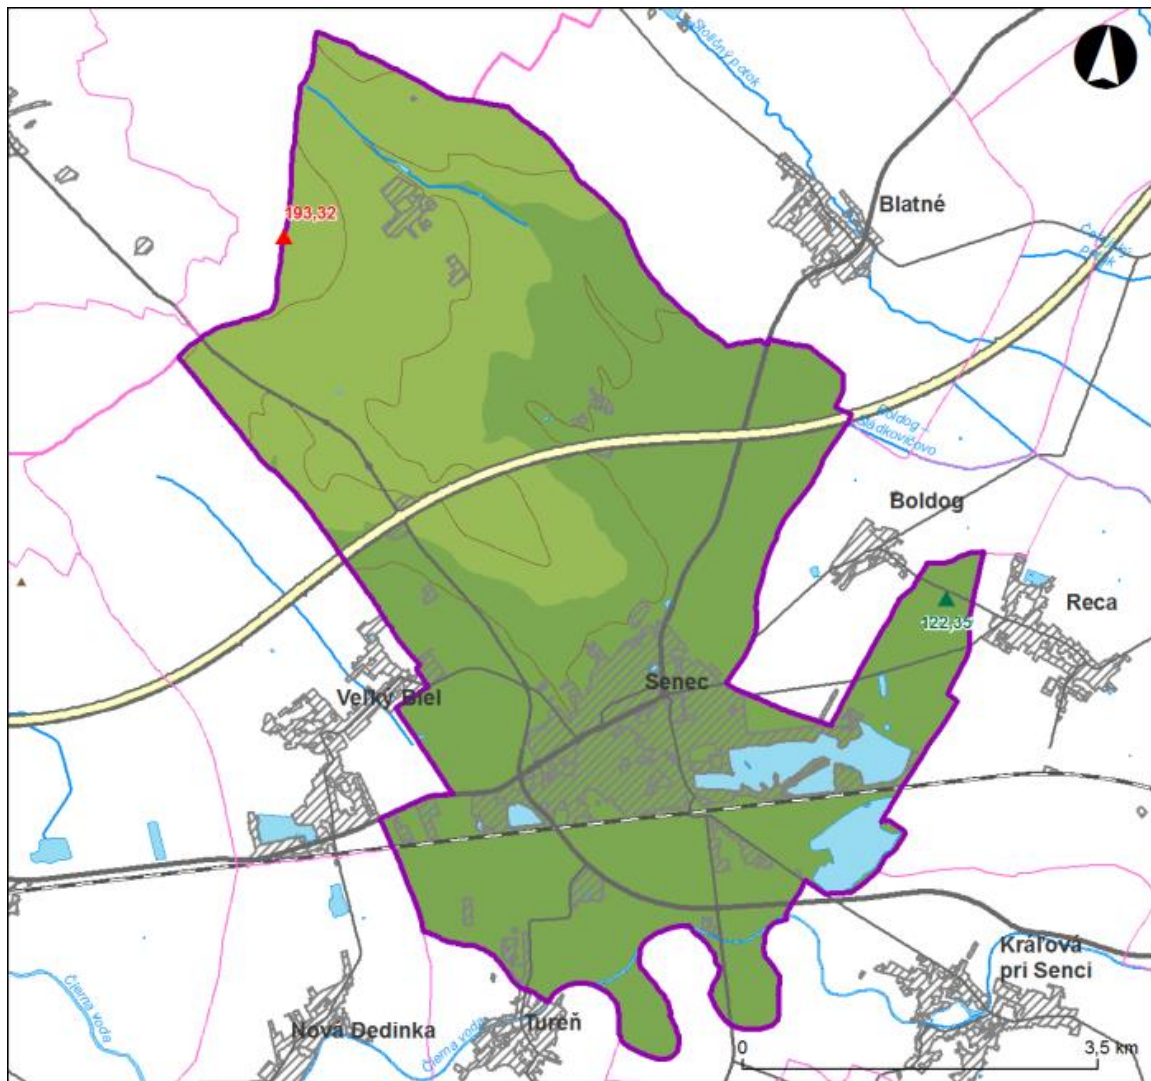 Stoličný potok
Blatné
193,32
Čataj
potok
Boldog –
Sládkovičovo
Boldog
Reca
122,35
Senec
Veľký Biel
Kráľová
pri Senci
Čierna voda
Nová Dedinka
Tureň
Čierna voda
0
3,5 km